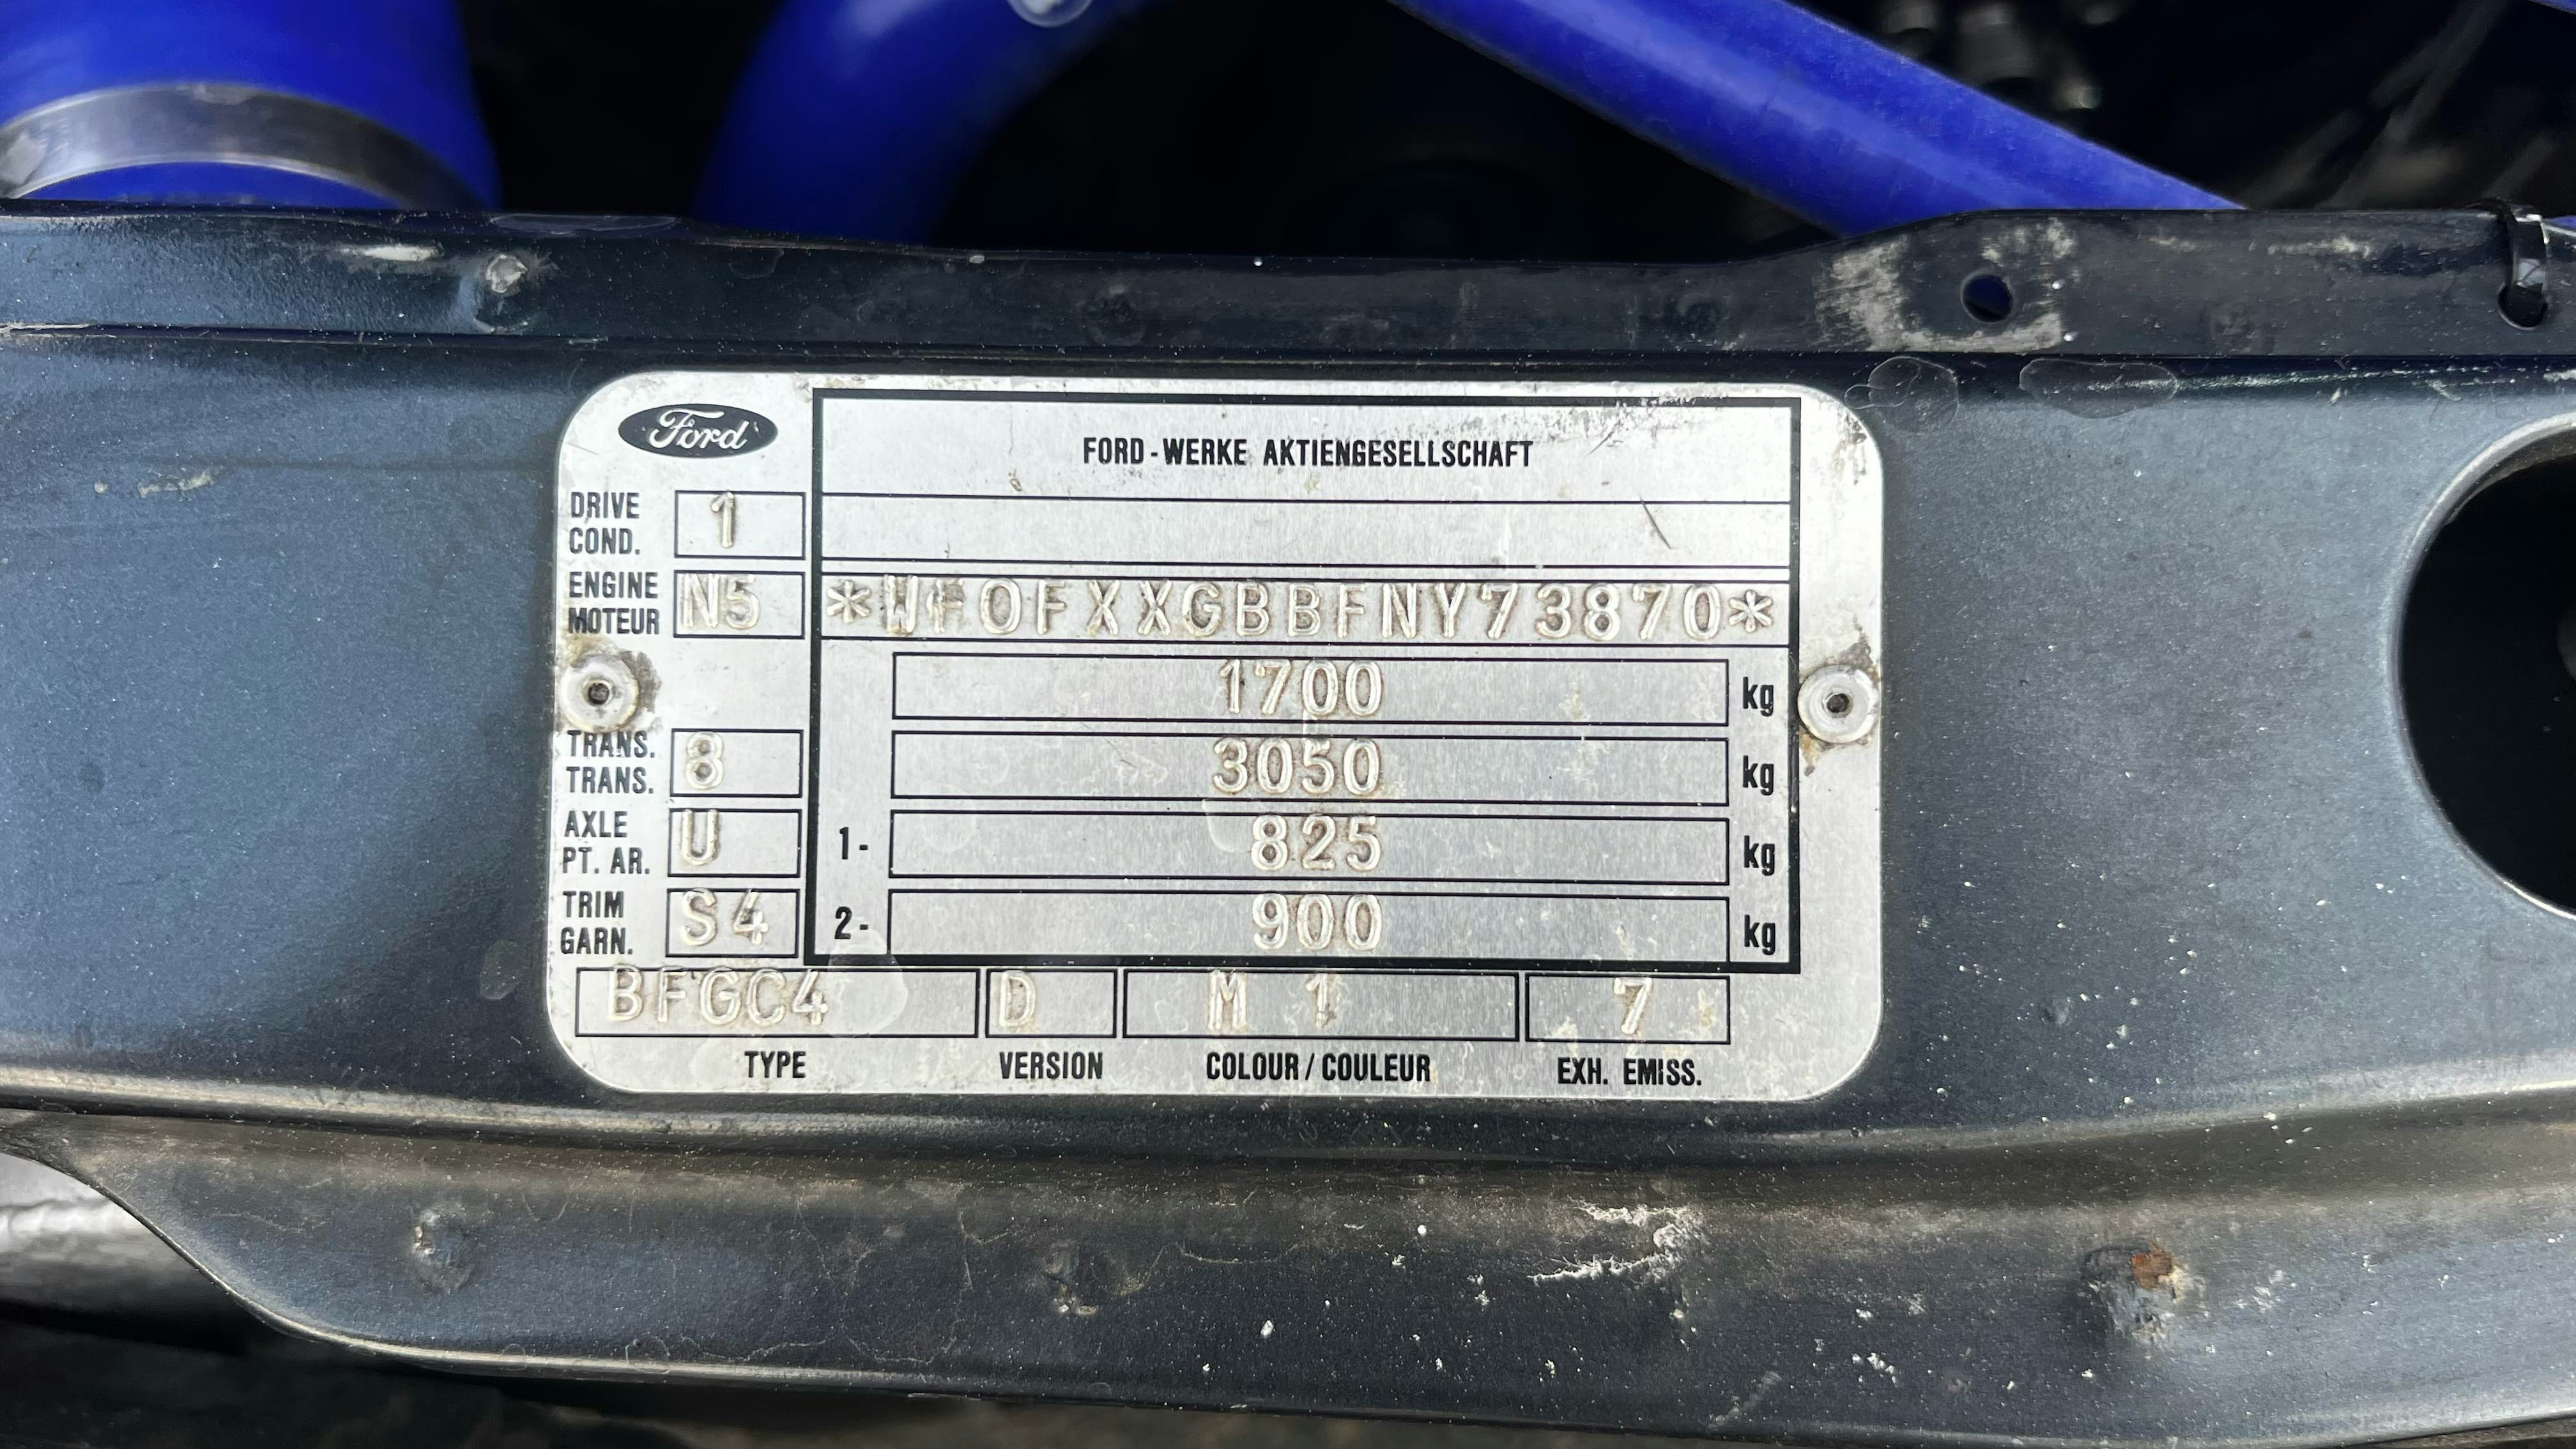 Ford
FORD-WERKE AKTIENGESELLSCHAFT
DRIVE
COND.
1
ENGINE
MOTEUR
N5
*WF0FXXGBBFNY73870*
1700 kg
3050 kg
TRANS.
TRANS.
8
1- 825 kg
AXLE
PT. AR.
U
2- 900 kg
TRIM
GARN.
S4
BFGC4 D M 1 7
TYPE VERSION COLOUR/COULEUR EXH. EMISS.